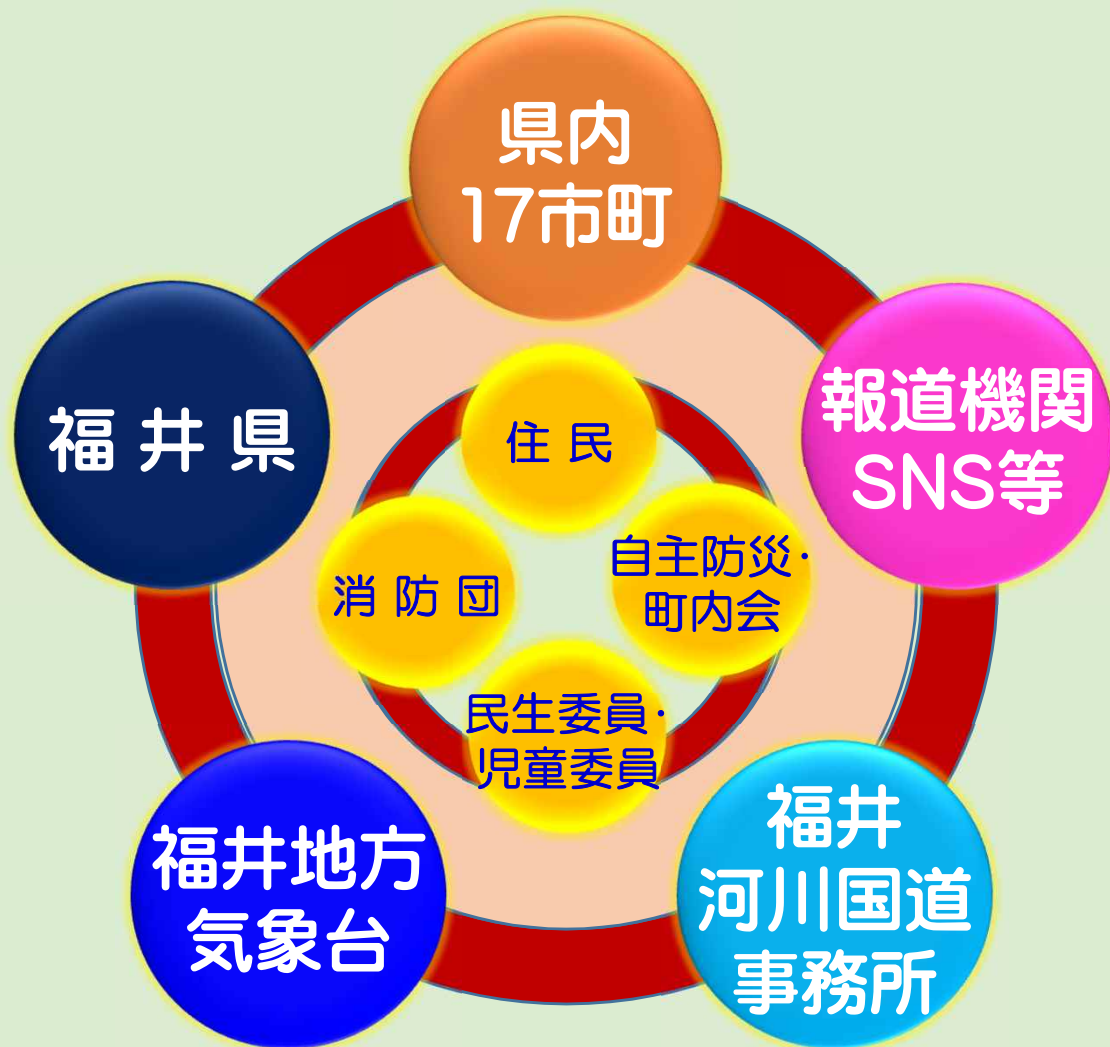 県内
17市町
福井県
報道機関
SNS等
住民
消防団
自主防災・
町内会
民生委員・
児童委員
福井地方
気象台
福井
河川国道
事務所